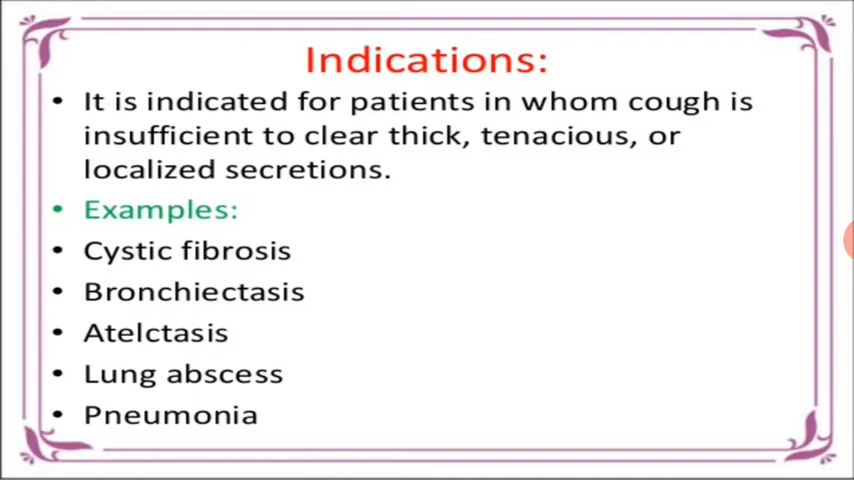 Indications:
• It is indicated for patients in whom cough is
insufficient to clear thick, tenacious, or
localized secretions.
• Examples:
• Cystic fibrosis
• Bronchiectasis
• Atelctasis
• Lung abscess
• Pneumonia